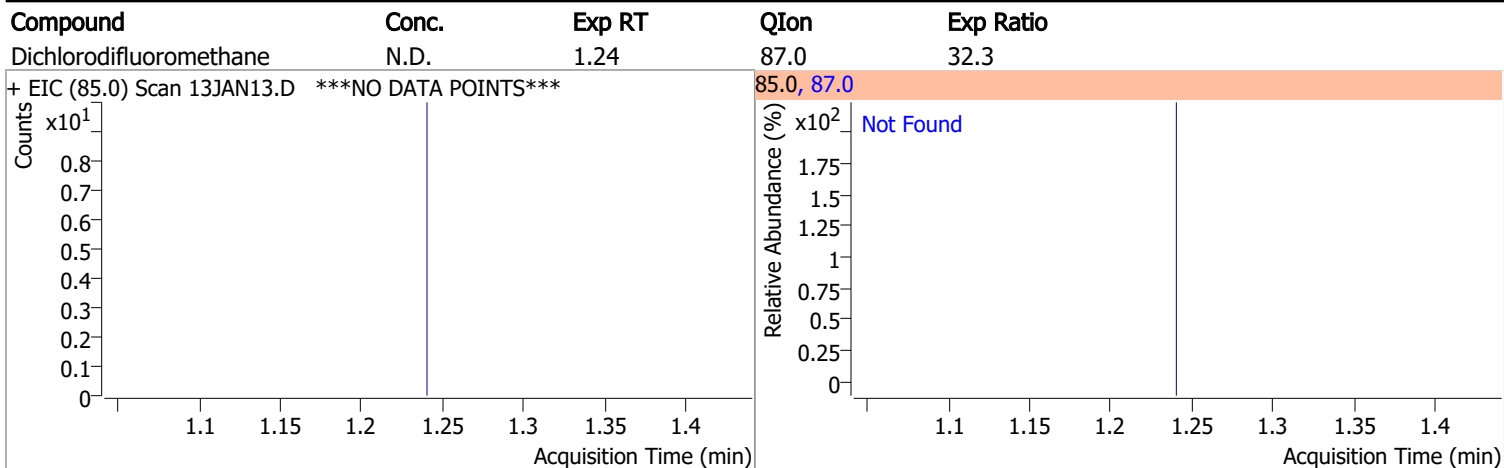 Compound Conc. Exp RT QIon Exp Ratio
Dichlorodifluoromethane N.D. 1.24 87.0 32.3
+ EIC (85.0) Scan 13JAN13.D ***NO DATA POINTS***
Counts
x10¹
0.8
0.7
0.6
0.5
0.4
0.3
0.2
0.1
0
1.1 1.15 1.2 1.25 1.3 1.35 1.4
Acquisition Time (min)
85.0, 87.0
Relative Abundance (%)
x10²
Not Found
1.75
1.5
1.25
1
0.75
0.5
0.25
0
1.1 1.15 1.2 1.25 1.3 1.35 1.4
Acquisition Time (min)